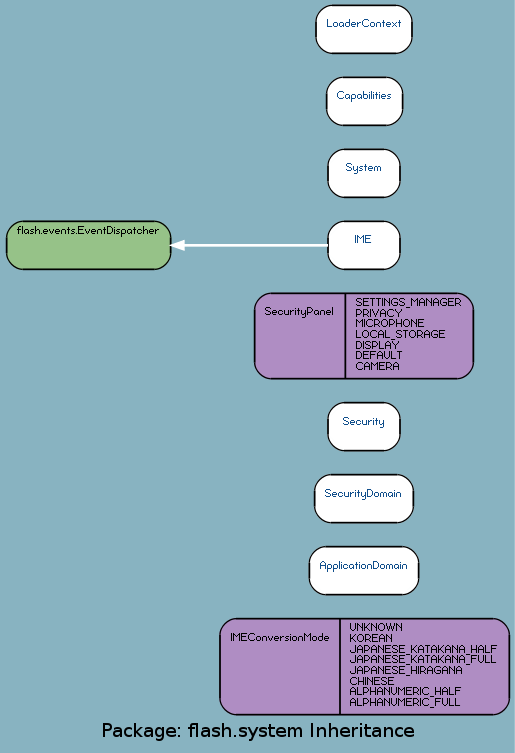 LoaderContext
Capabilities
System
flash.events.EventDispatcher
IME
SecurityPanel
SETTINGS_MANAGER
PRIVACY
MICROPHONE
LOCAL_STORAGE
DISPLAY
DEFAULT
CAMERA
Security
SecurityDomain
ApplicationDomain
IMEConversionMode
UNKNOWN
KOREAN
JAPANESE_KATAKANA_HALF
JAPANESE_KATAKANA_FULL
JAPANESE_HIRAGANA
CHINESE
ALPHANUMERIC_HALF
ALPHANUMERIC_FULL
Package: flash.system Inheritance